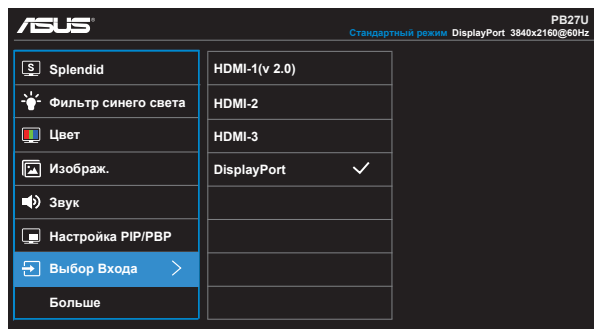 ASUS
PB27U
Стандартный режим DisplayPort 3840x2160@60Hz
S Splendid
HDMI-1(v 2.0)
Фильтр синего света
HDMI-2
Цвет
HDMI-3
Изображ.
DisplayPort
Звук
Настройка PIP/PBP
Выбор Входа
Больше